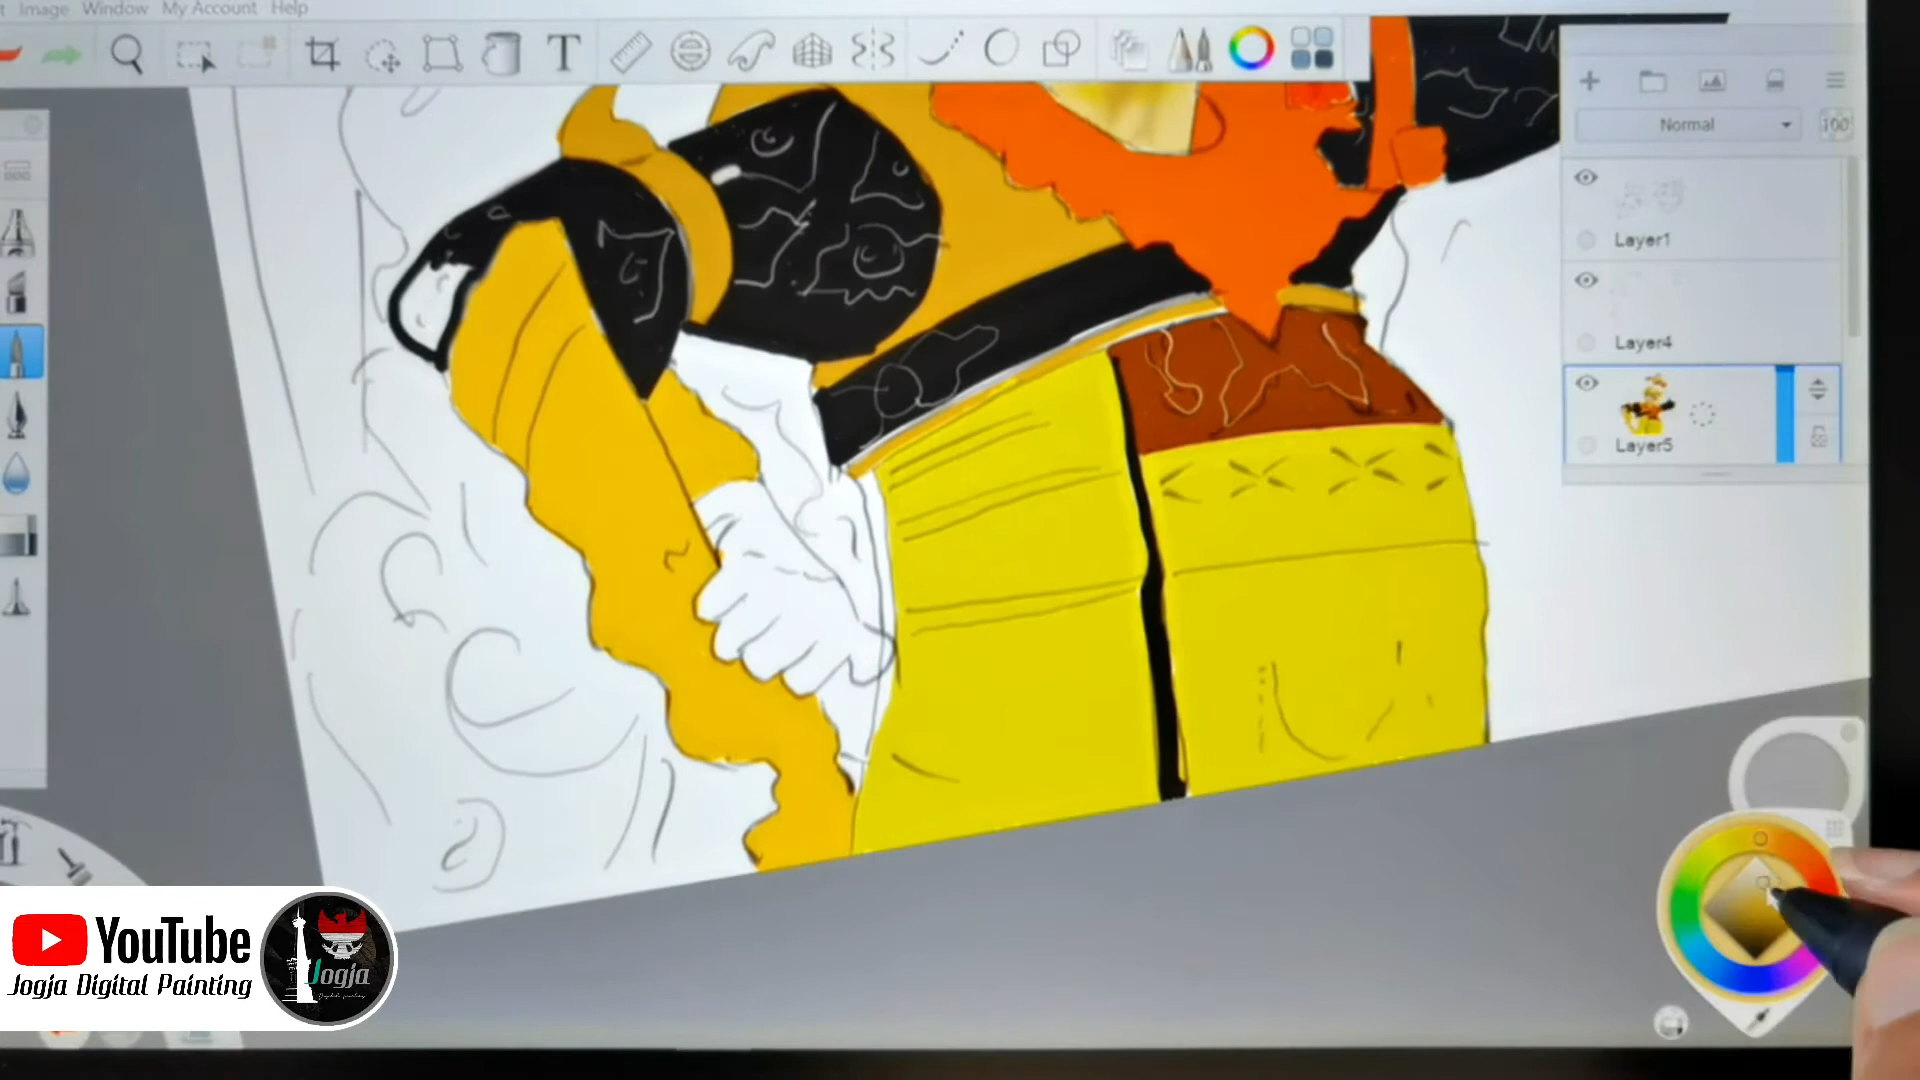 Image Window My Account Help
T
Normal
100
Layer1
Layer4
Layer5
YouTube
Jogja Digital Painting
Jogja